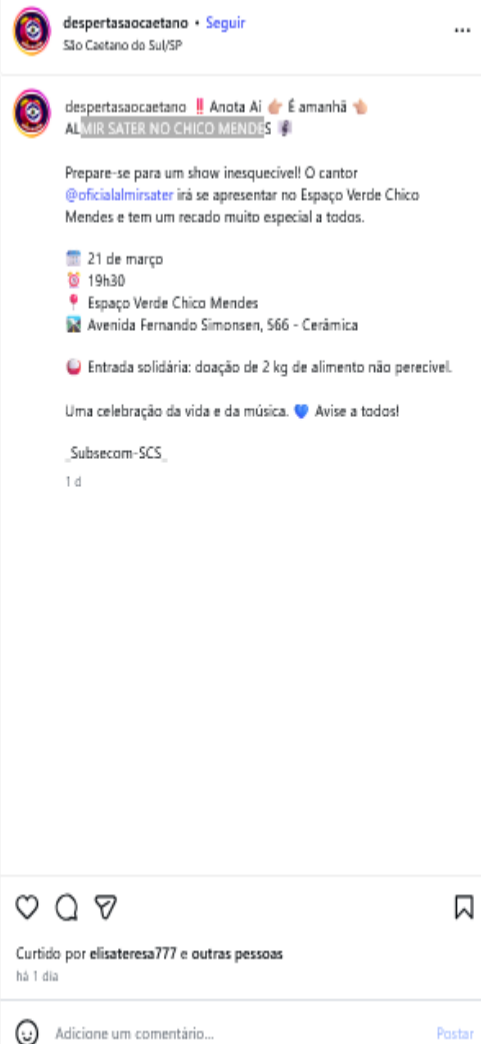 despertasaocaetano • Seguir
São Caetano do Sul/SP
despertasaocaetano ‼️ Anota Aí 👉🏼 É amanhã 👈🏼
ALMIR SATER NO CHICO MENDES
Prepare-se para um show inesquecível! O cantor
@oficialalmirsater irá se apresentar no Espaço Verde Chico
Mendes e tem um recado muito especial a todos.
21 de março
19h30
Espaço Verde Chico Mendes
Avenida Fernando Simonsen, 566 - Cerâmica
Entrada solidária: doação de 2 kg de alimento não perecível.
Uma celebração da vida e da música. 💙 Avise a todos!
_Subsecom-SCS_
1 d
Curtido por elisateresa777 e outras pessoas
há 1 dia
Adicione um comentário...
Postar